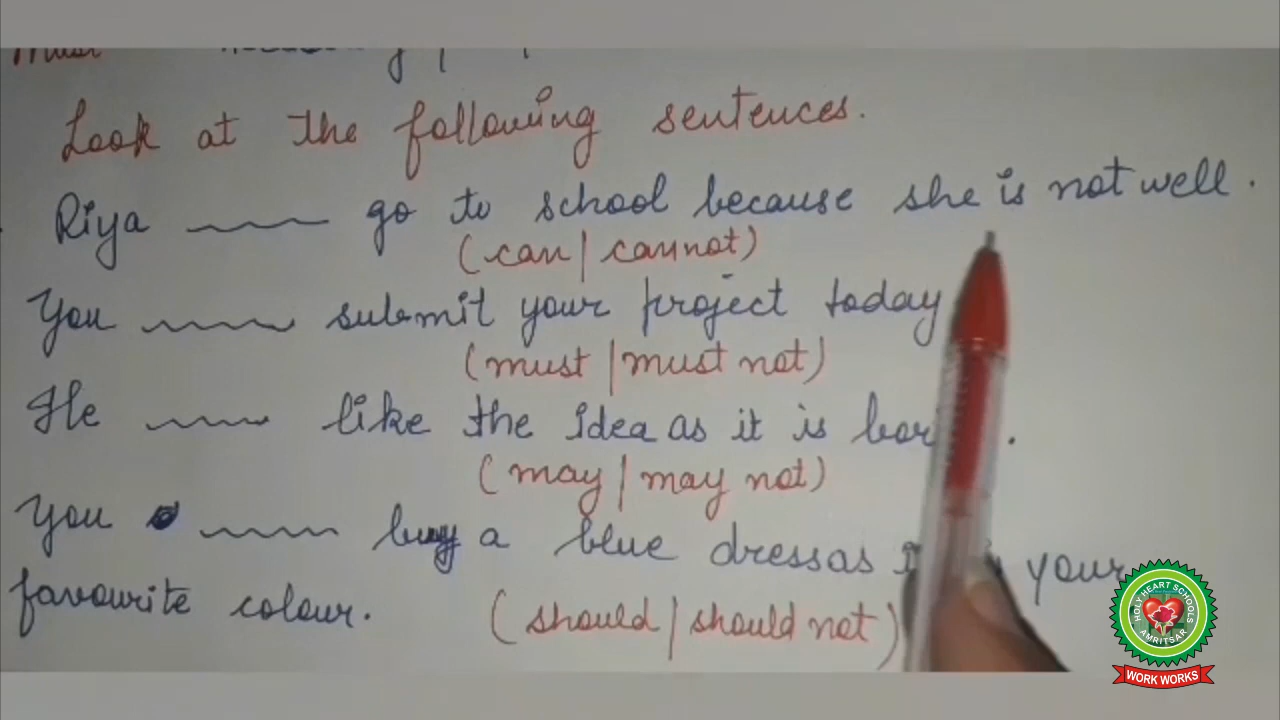 Must
Look at the following sentences.
Riya go to school because she is not well.
(can | cannot)
You submit your project today
(must | must not)
He like the idea as it is .
(may | may not)
You buy a blue dress as your
favourite colour. (should | should not)
HOLY HEART SCHOOLS
AMRITSAR
WORK WORKS